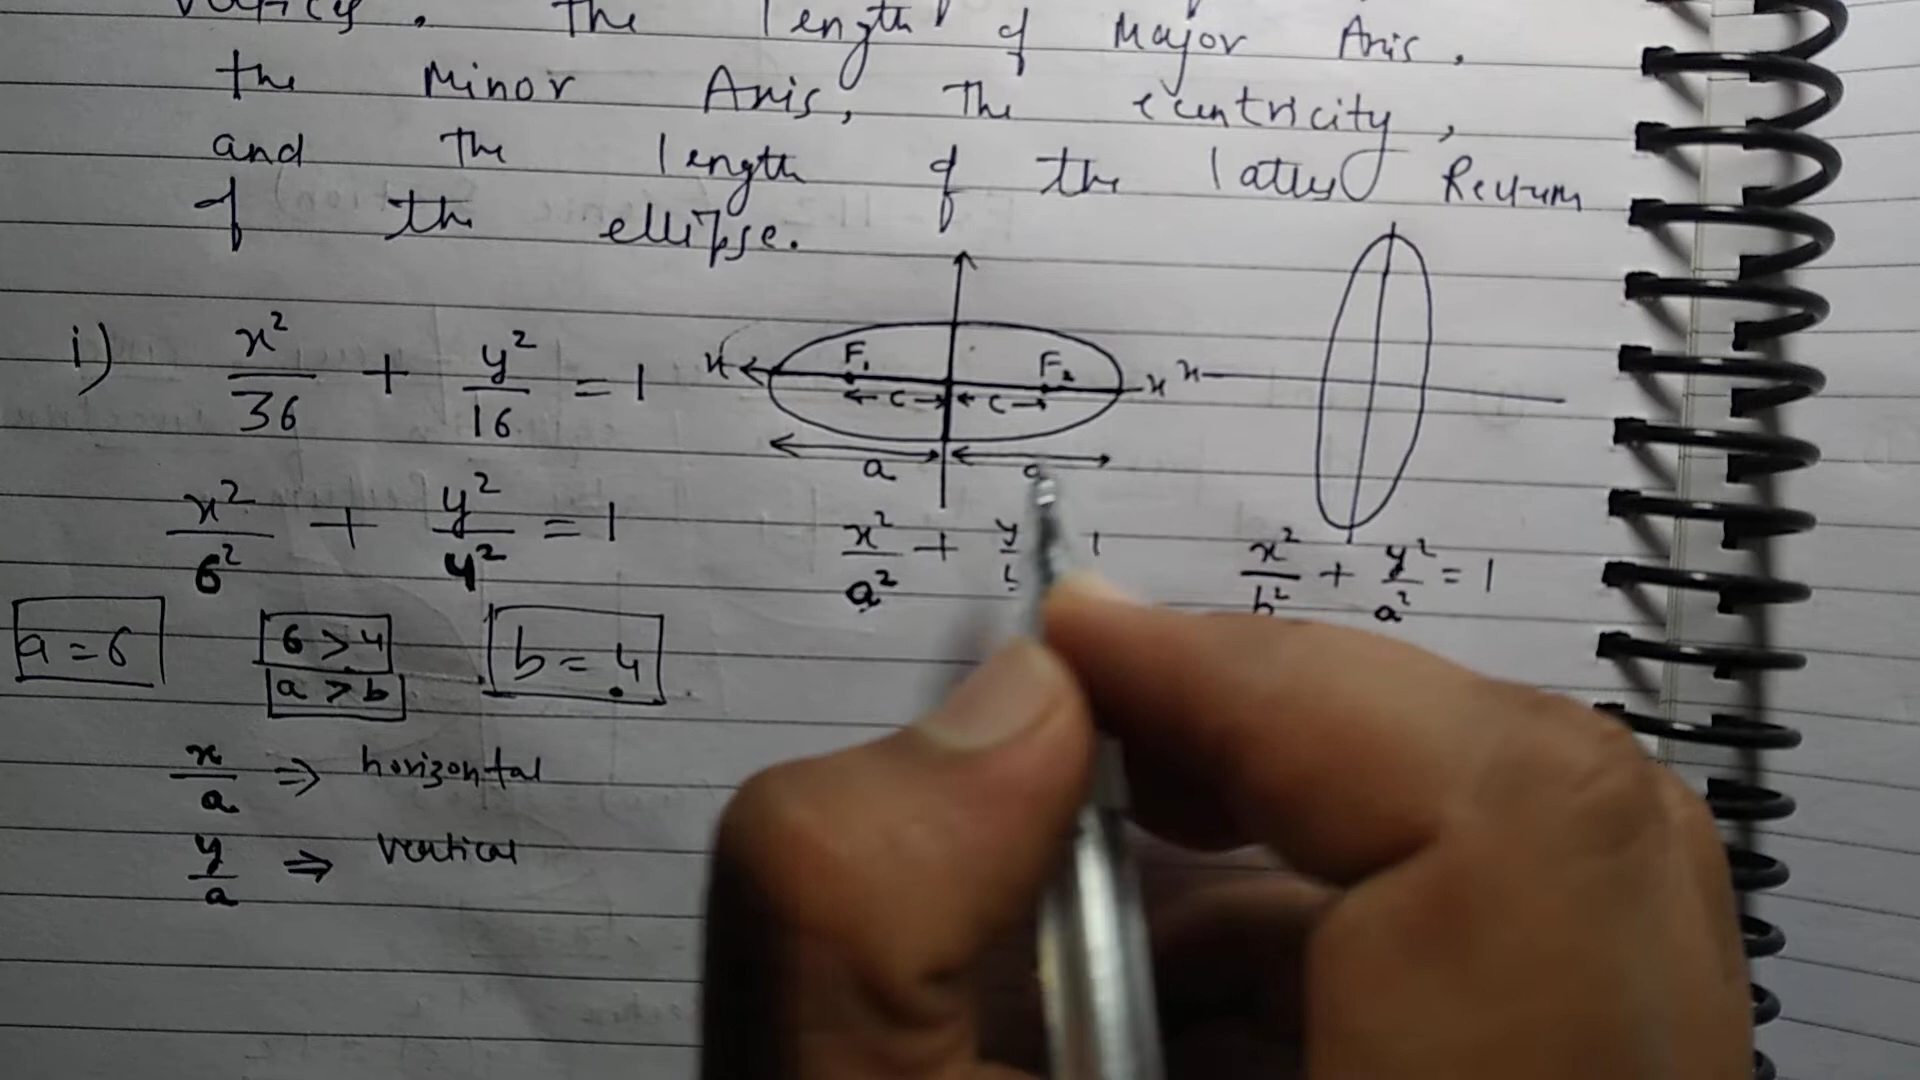 The length of Major Axis,
the Minor Axis, The eccentricity,
and the length of the latus Rectum
of the ellipse.
i) x²/36 + y²/16 = 1
x²/6² + y²/4² = 1
a = 6
6 > 4
a > b
b = 4
x/a ⇒ horizontal
y/a ⇒ vertical
x F₁ F₂ x
c c
a a
x²/a² + y 1
x
x²/b² + y²/a² = 1